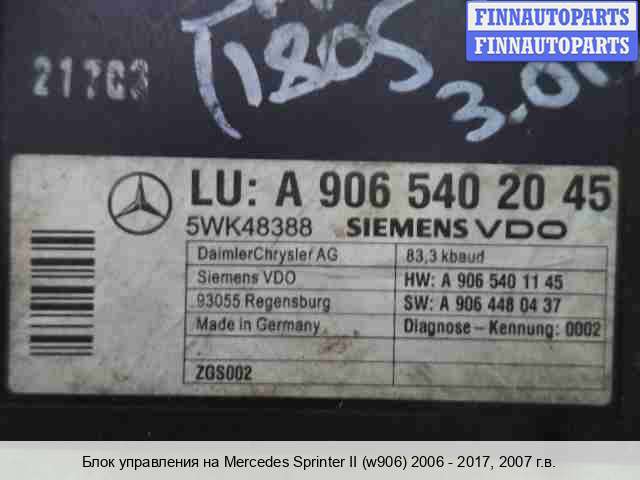 FINNAUTOPARTS
FINNAUTOPARTS
T180S
3.0
LU: A 906 540 20 45
5WK48388 SIEMENS VDO
DaimlerChrysler AG 83,3 kbaud
Siemens VDO HW: A 906 540 11 45
93055 Regensburg SW: A 906 448 04 37
Made in Germany Diagnose - Kennung: 0002
ZGS002
Блок управления на Mercedes Sprinter II (w906) 2006 - 2017, 2007 г.в.